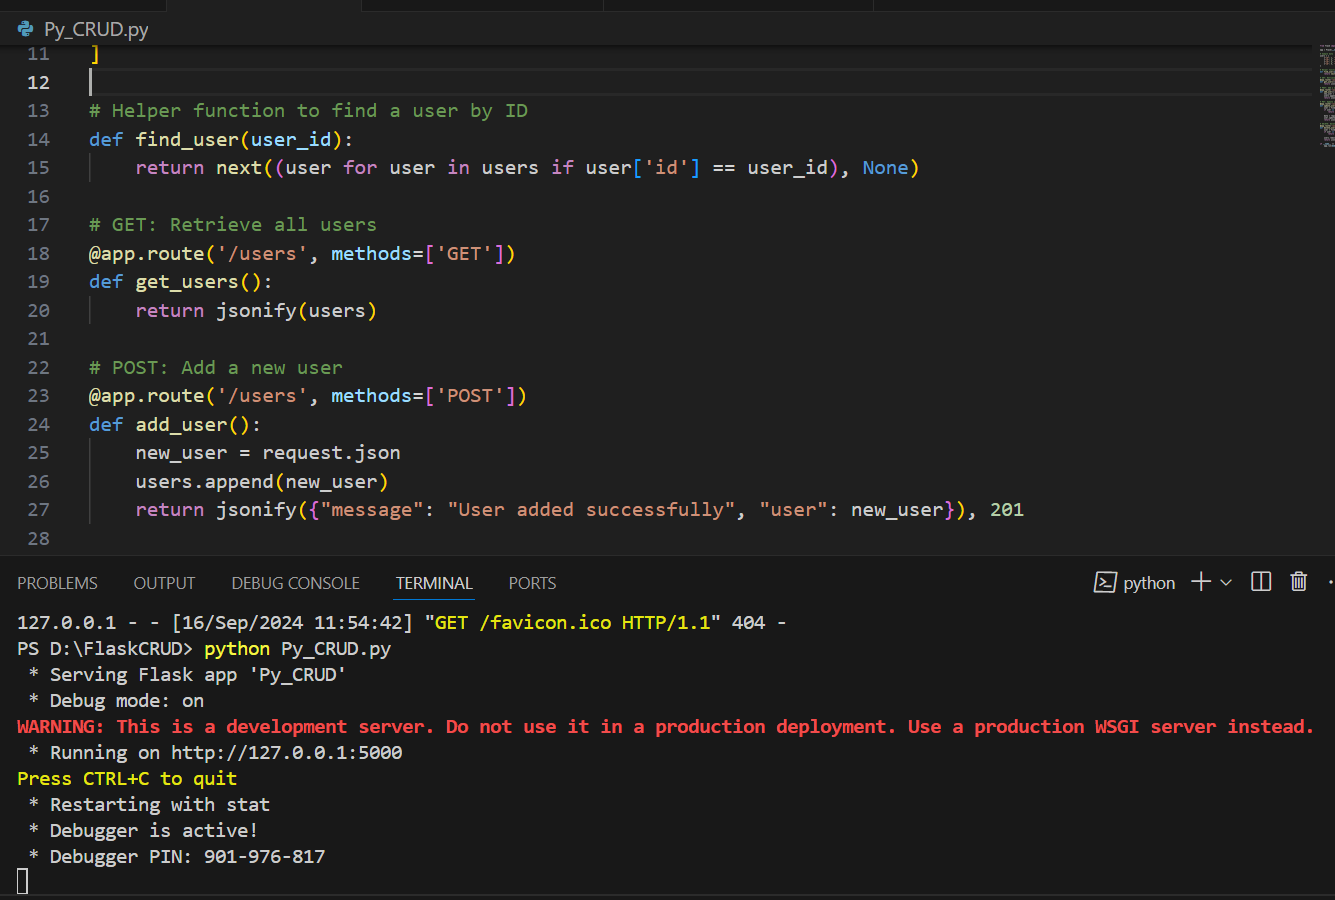 Py_CRUD.py
11 ]
12
13 # Helper function to find a user by ID
14 def find_user(user_id):
15     return next((user for user in users if user['id'] == user_id), None)
16
17 # GET: Retrieve all users
18 @app.route('/users', methods=['GET'])
19 def get_users():
20     return jsonify(users)
21
22 # POST: Add a new user
23 @app.route('/users', methods=['POST'])
24 def add_user():
25     new_user = request.json
26     users.append(new_user)
27     return jsonify({"message": "User added successfully", "user": new_user}), 201
28
PROBLEMS OUTPUT DEBUG CONSOLE TERMINAL PORTS python
127.0.0.1 - - [16/Sep/2024 11:54:42] "GET /favicon.ico HTTP/1.1" 404 -
PS D:\FlaskCRUD> python Py_CRUD.py
 * Serving Flask app 'Py_CRUD'
 * Debug mode: on
WARNING: This is a development server. Do not use it in a production deployment. Use a production WSGI server instead.
 * Running on http://127.0.0.1:5000
Press CTRL+C to quit
 * Restarting with stat
 * Debugger is active!
 * Debugger PIN: 901-976-817